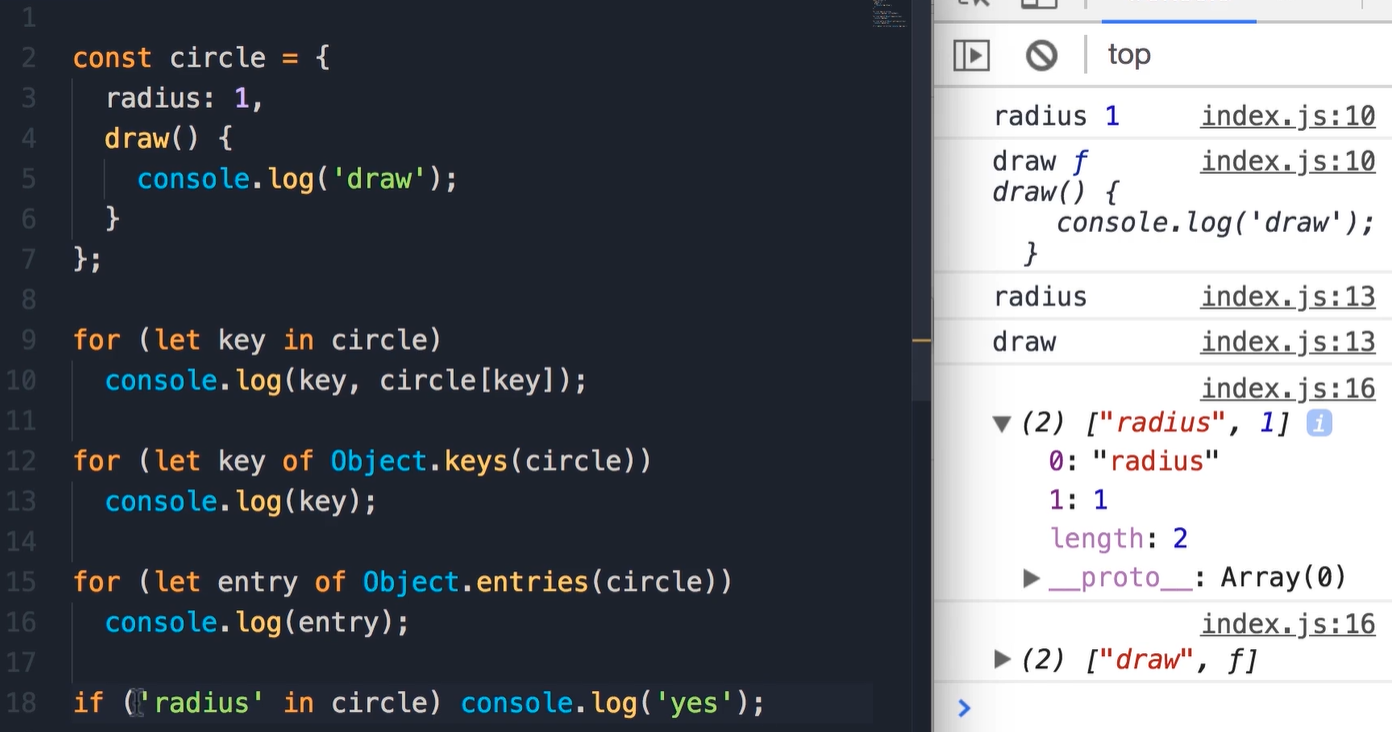 1
2 const circle = {
3 radius: 1,
4 draw() {
5 console.log('draw');
6 }
7 };
8
9 for (let key in circle)
10 console.log(key, circle[key]);
11
12 for (let key of Object.keys(circle))
13 console.log(key);
14
15 for (let entry of Object.entries(circle))
16 console.log(entry);
17
18 if ('radius' in circle) console.log('yes');
top
radius 1 index.js:10
draw ƒ index.js:10
draw() {
console.log('draw');
}
radius index.js:13
draw index.js:13
index.js:16
▼ (2) ["radius", 1] i
0: "radius"
1: 1
length: 2
▶ __proto__: Array(0)
index.js:16
▶ (2) ["draw", ƒ]
>